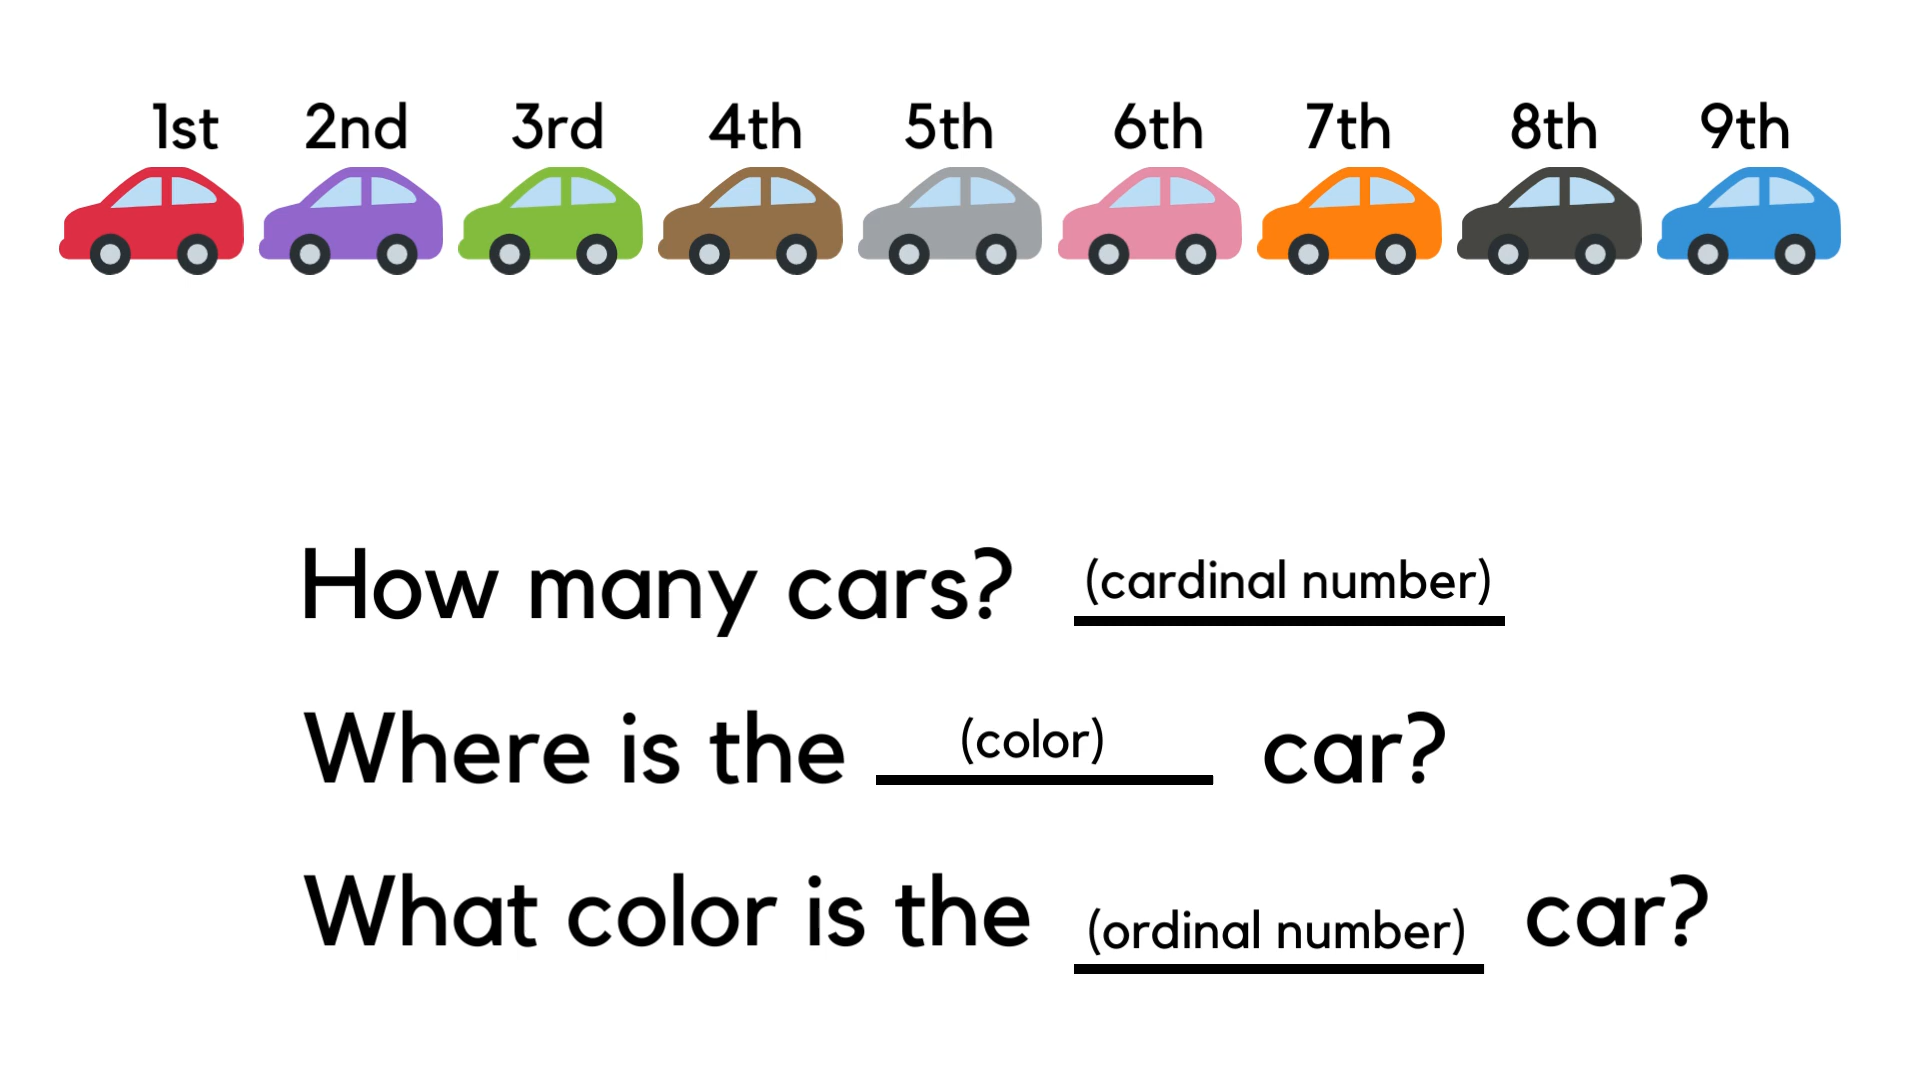 1st 2nd 3rd 4th 5th 6th 7th 8th 9th
How many cars? (cardinal number)
Where is the (color) car?
What color is the (ordinal number) car?